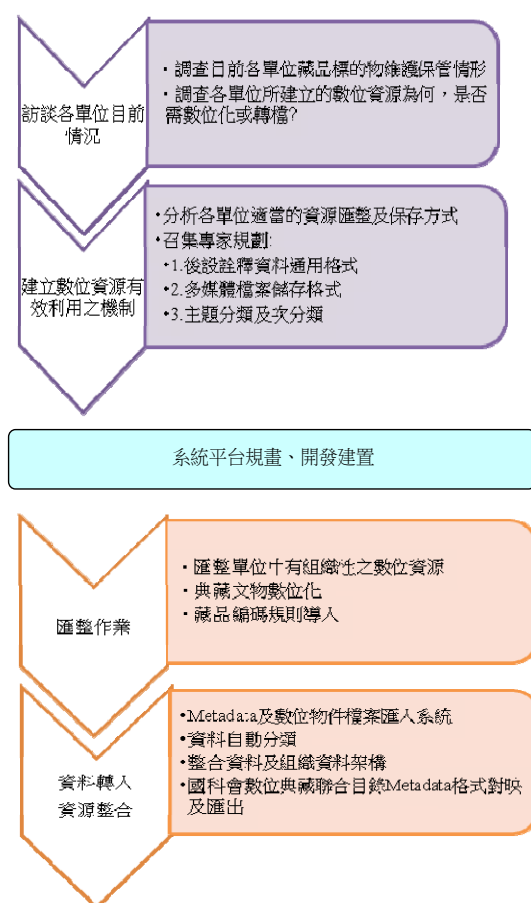 訪談各單位目前
情況
・調查目前各單位藏品標的物維護保管情形
・調查各單位所建立的數位資源為何，是否
需數位化或轉檔?
建立數位資源有
效利用之機制
•分析各單位適當的資源匯整及保存方式
•召集專家規劃:
•1.後設詮釋資料通用格式
•2.多媒體檔案儲存格式
•3.主題分類及次分類
系統平台規畫、開發建置
匯整作業
・匯整單位中有組織性之數位資源
・典藏文物數位化
・藏品編碼規則導入
資料轉入
資源整合
•Metadata及數位物件檔案匯入系統
•資料自動分類
•整合資料及組織資料架構
•國科會數位典藏聯合目錄Metadata格式對映
及匯出